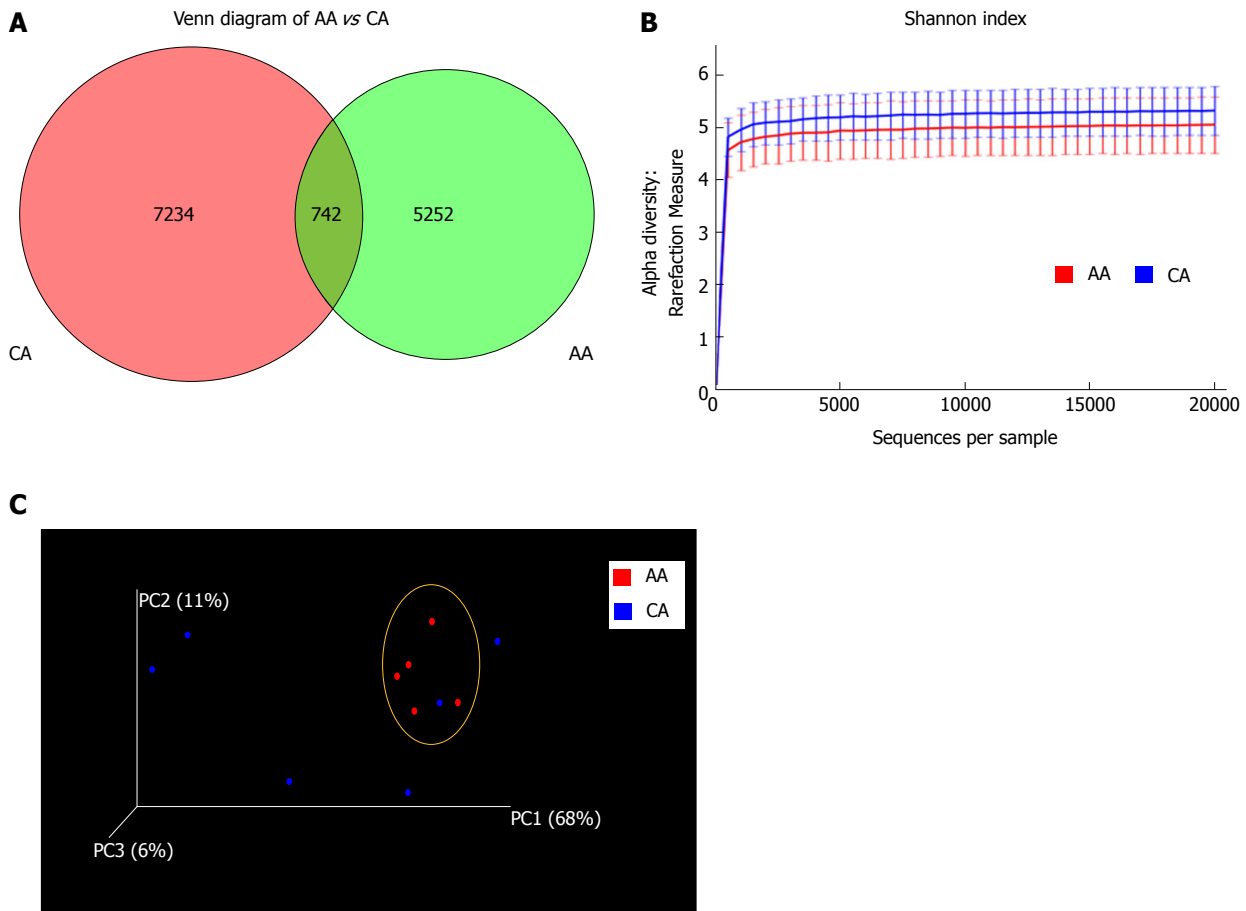 A
Venn diagram of AA vs CA
7234
742
5252
CA
AA
B
Shannon index
Alpha diversity:
Rarefaction Measure
6
5
4
3
2
1
0
0
5000
10000
15000
20000
Sequences per sample
AA
CA
C
PC2 (11%)
PC1 (68%)
PC3 (6%)
AA
CA